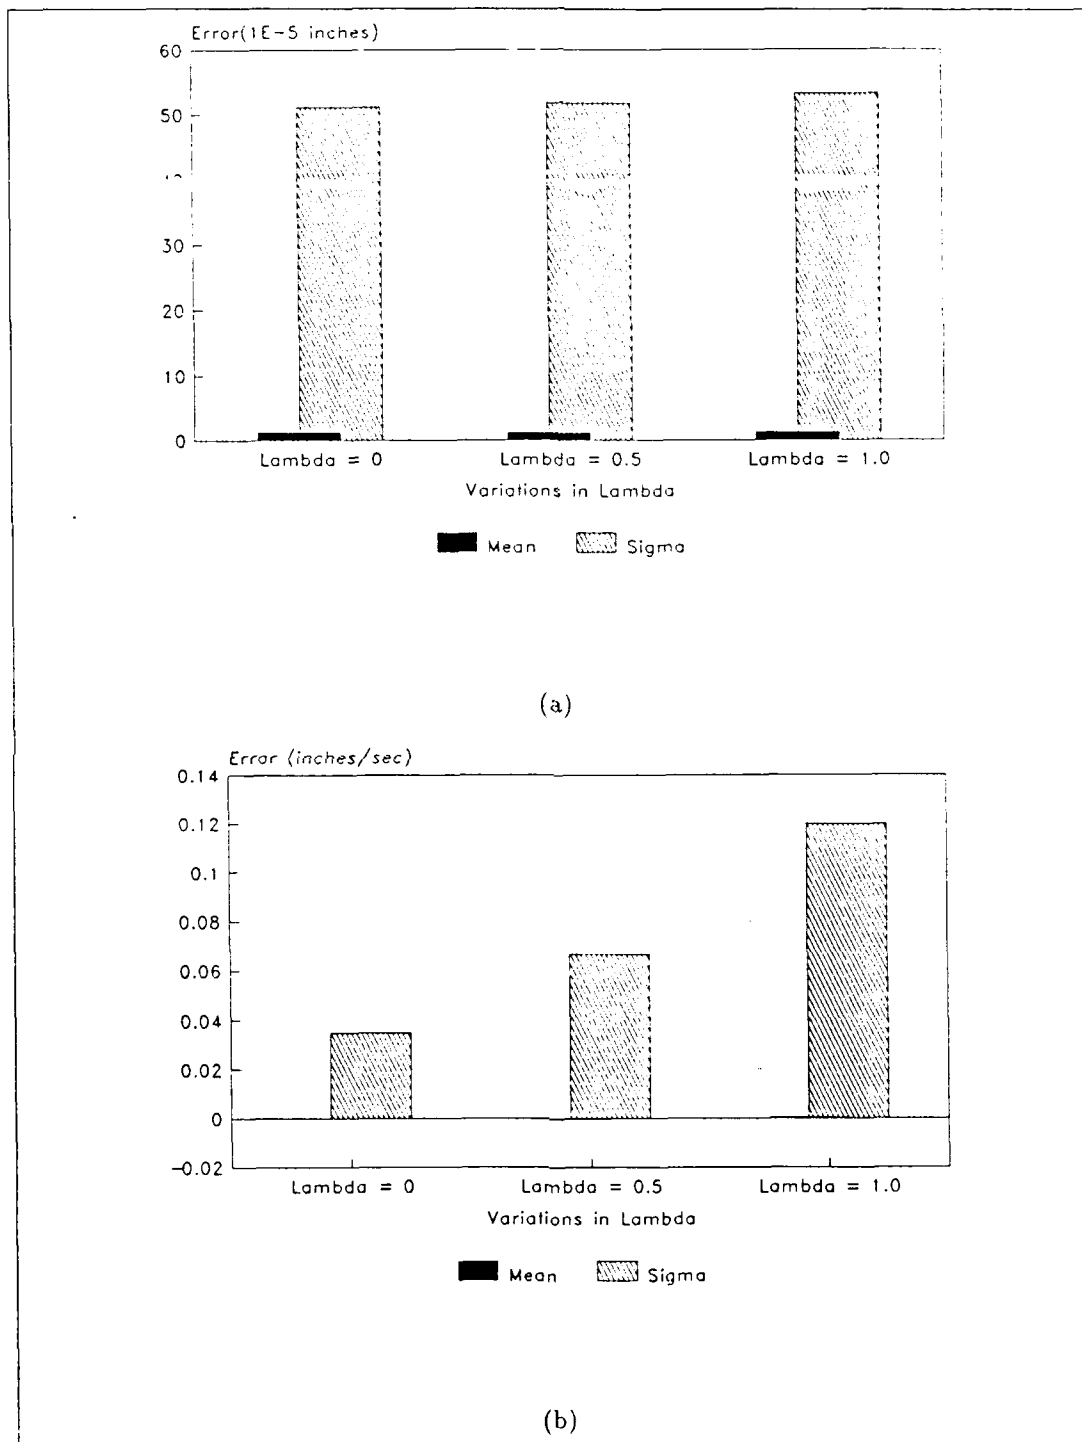 Error(1E-5 inches)
60
50
30
20
10
0
Lambda = 0 Lambda = 0.5 Lambda = 1.0
Variations in Lambda
Mean Sigma
(a)
Error (inches/sec)
0.14
0.12
0.1
0.08
0.06
0.04
0.02
0
-0.02
Lambda = 0 Lambda = 0.5 Lambda = 1.0
Variations in Lambda
Mean Sigma
(b)